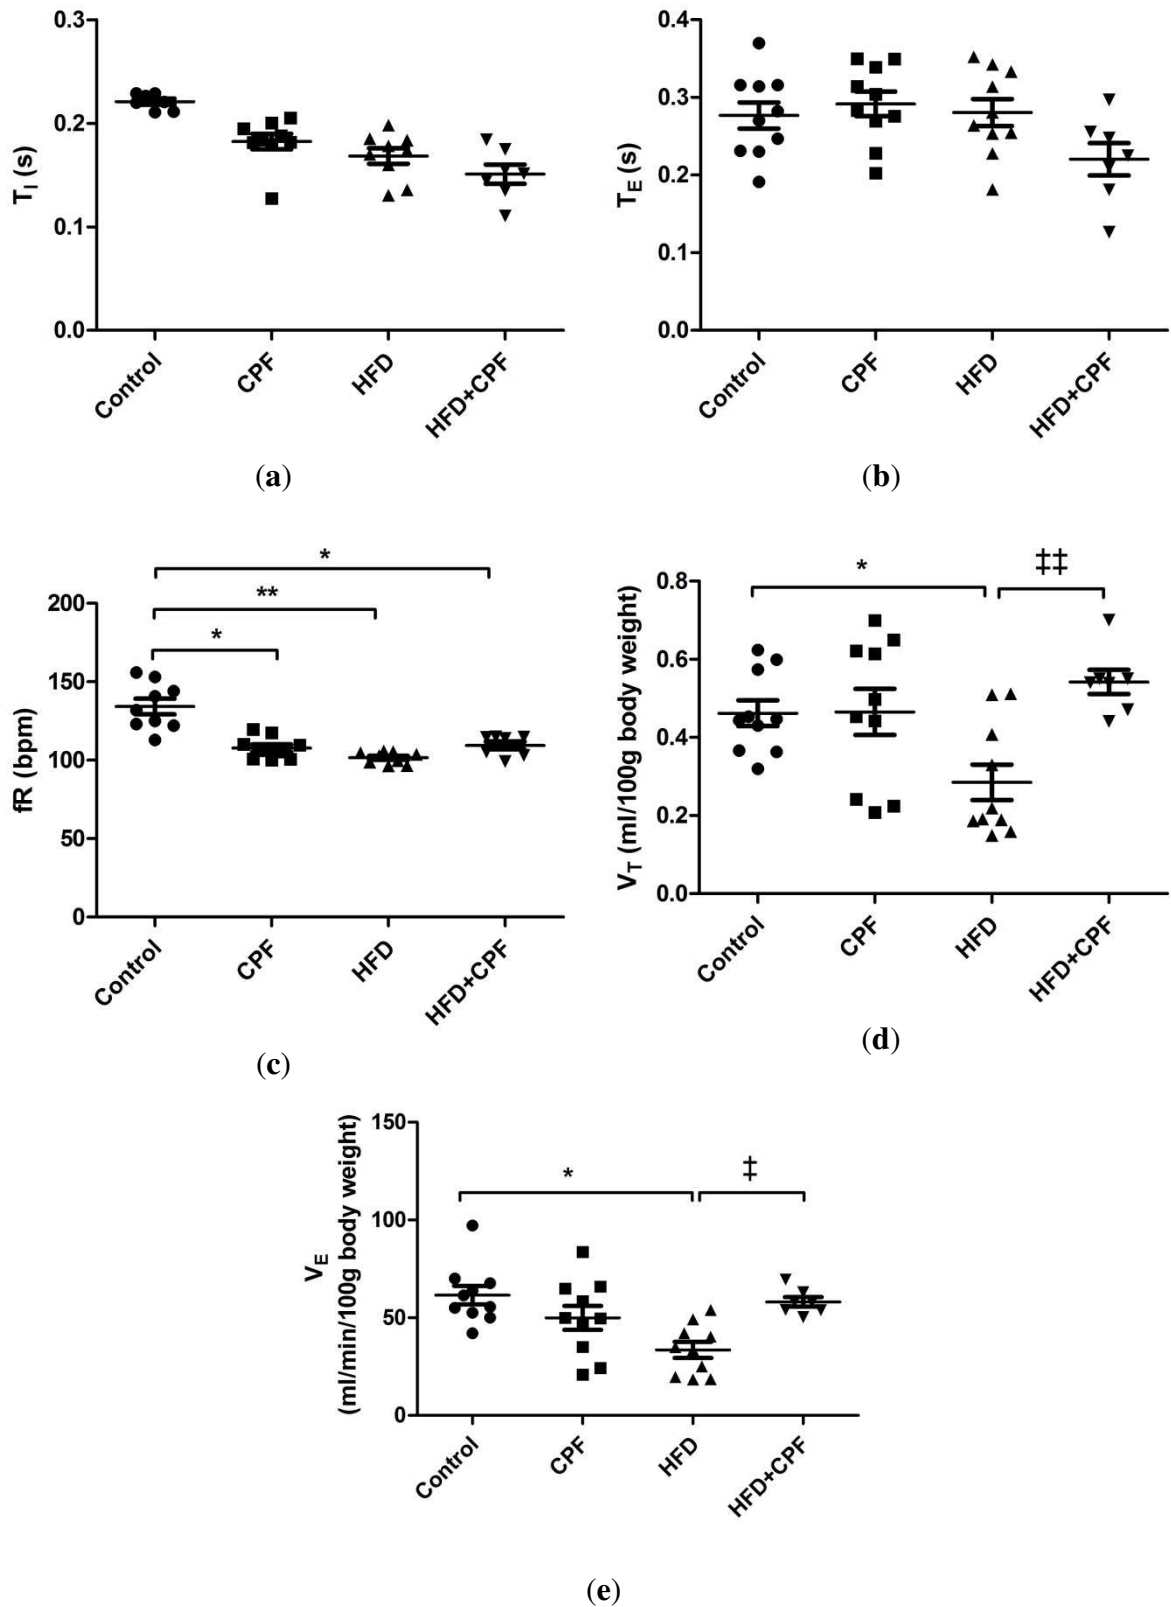 0.3
0.2
0.1
0.0
T_I (s)
Control
CPF
HFD
HFD+CPF
(a)
0.4
0.3
0.2
0.1
0.0
T_E (s)
Control
CPF
HFD
HFD+CPF
(b)
*
**
*
200
150
100
50
0
fR (bpm)
Control
CPF
HFD
HFD+CPF
(c)
*
‡‡
0.8
0.6
0.4
0.2
0.0
V_T (ml/100g body weight)
Control
CPF
HFD
HFD+CPF
(d)
*
‡
150
100
50
0
V_E
(ml/min/100g body weight)
Control
CPF
HFD
HFD+CPF
(e)